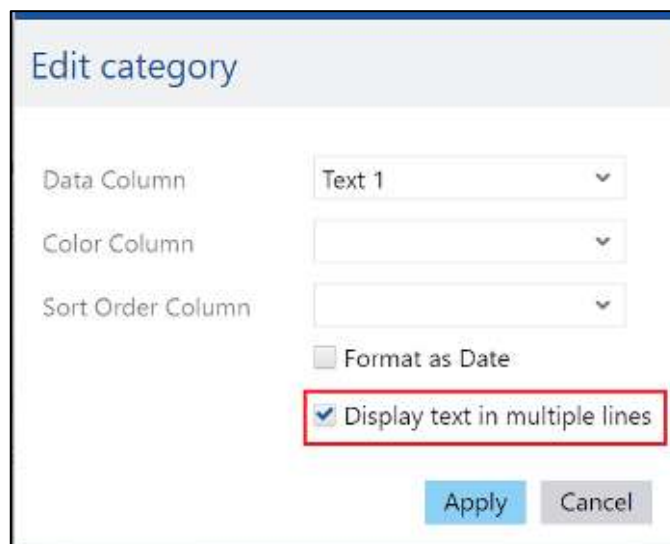 Edit category
Data Column Text 1
Color Column
Sort Order Column
Format as Date
Display text in multiple lines
Apply Cancel